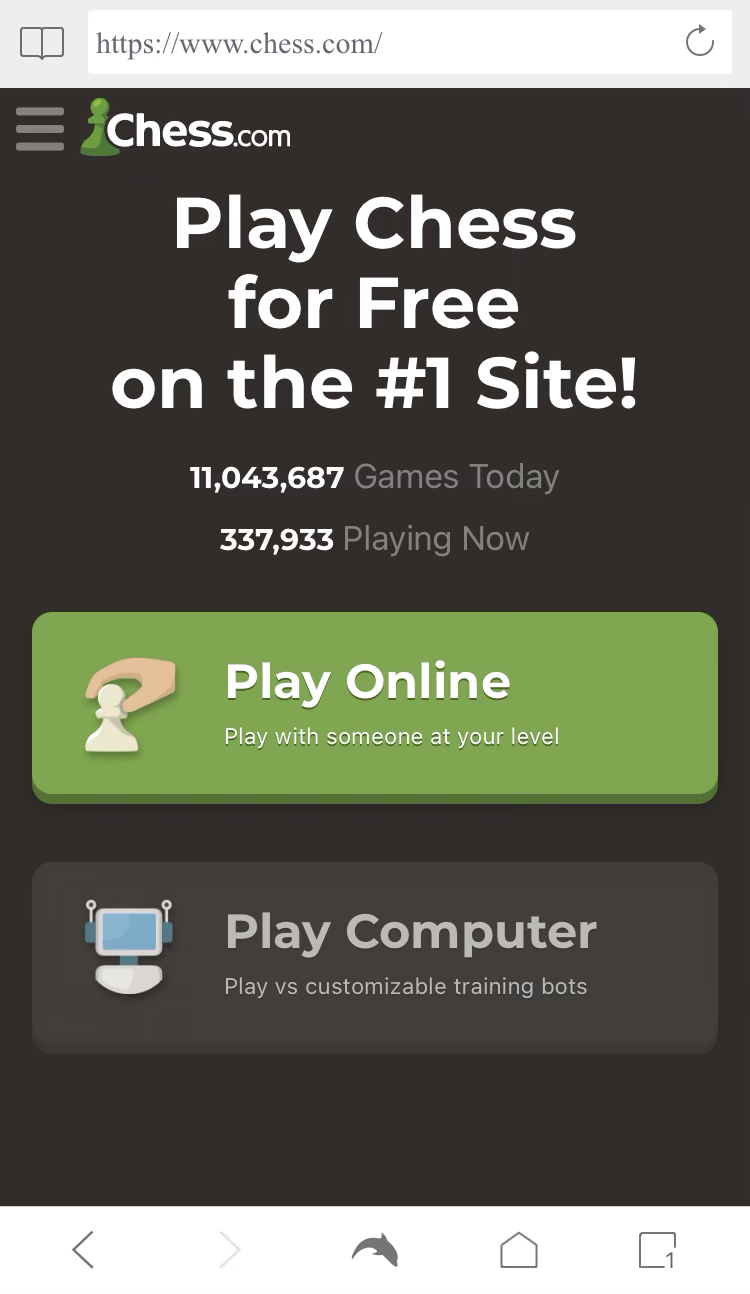 https://www.chess.com/
Chess.com
Play Chess
for Free
on the #1 Site!
11,043,687 Games Today
337,933 Playing Now
Play Online
Play with someone at your level
Play Computer
Play vs customizable training bots
1